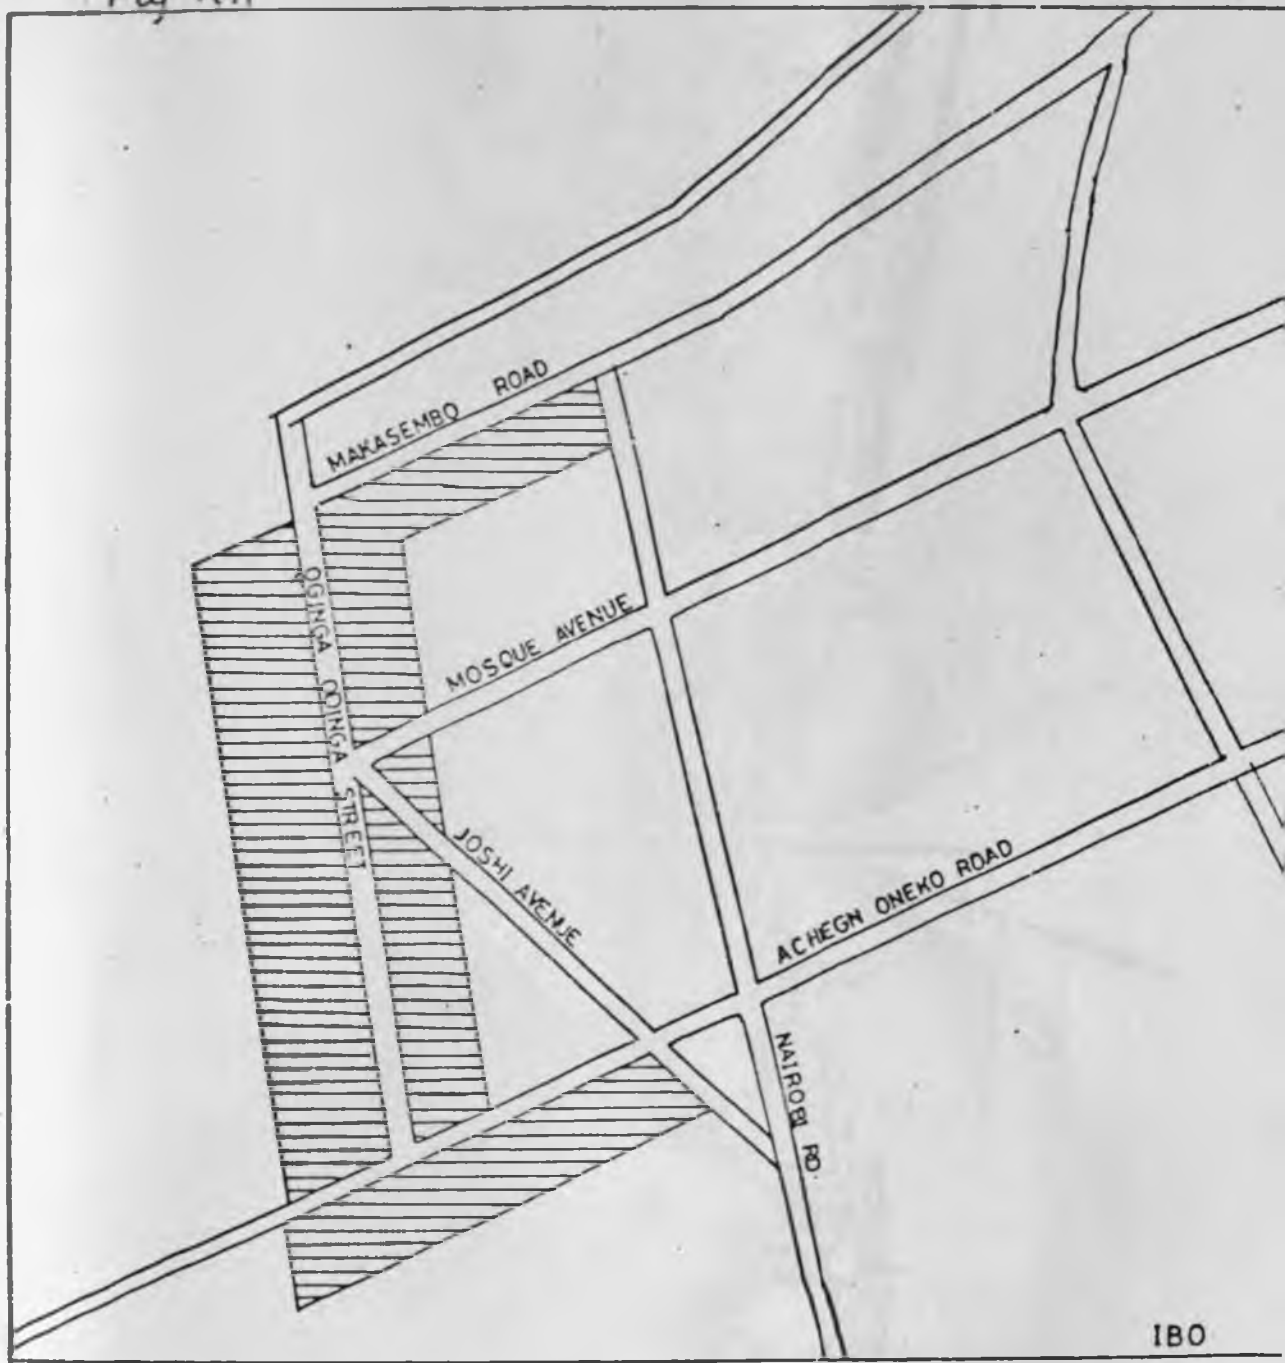 MAKASEMBO ROAD
OGINGA ODINGA STREET
MOSQUE AVENUE
JOSHI AVENUE
ACHEGN ONEKO ROAD
NAIROBI RD.
IBO